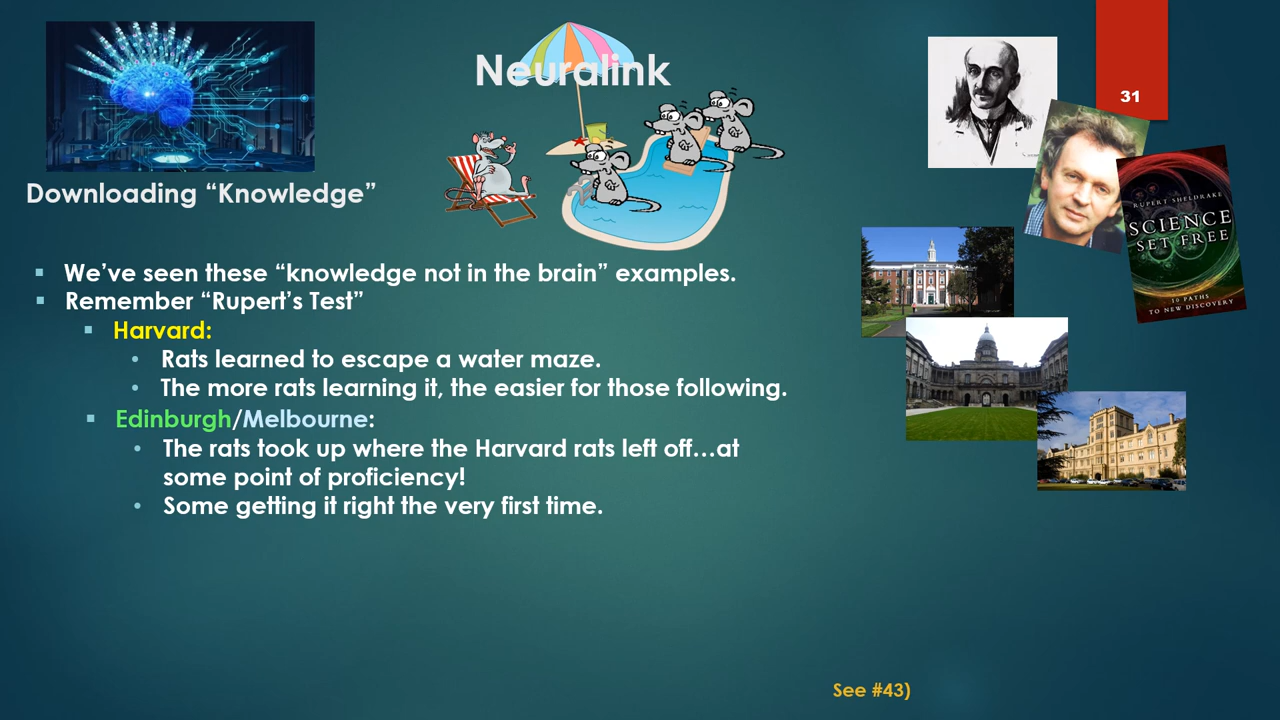 Neuralink
31
Downloading “Knowledge”
RUPERT SHELDRAKE
SCIENCE
SET FREE
10 PATHS
TO NEW DISCOVERY
▪ We’ve seen these “knowledge not in the brain” examples.
▪ Remember “Rupert’s Test”
▪ Harvard:
• Rats learned to escape a water maze.
• The more rats learning it, the easier for those following.
▪ Edinburgh/Melbourne:
• The rats took up where the Harvard rats left off…at
some point of proficiency!
• Some getting it right the very first time.
See #43)